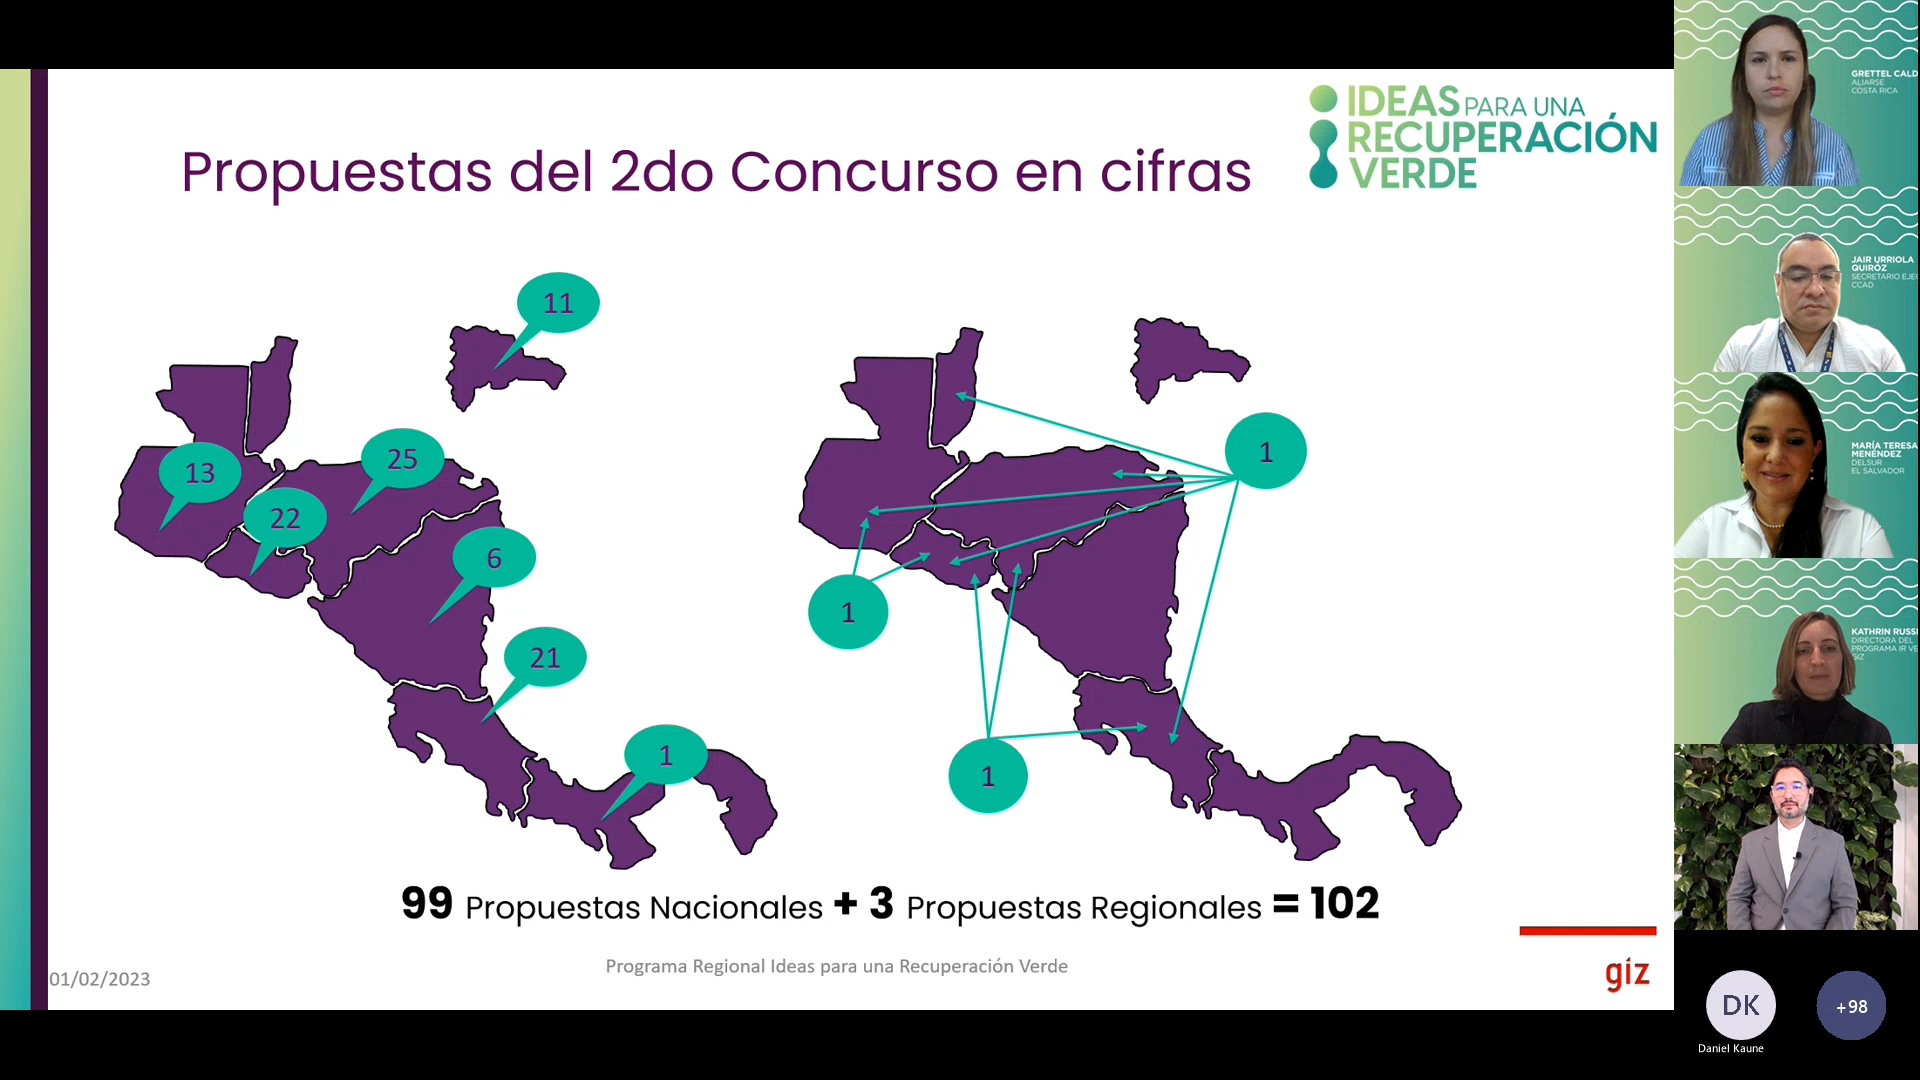 IDEAS PARA UNA
RECUPERACIÓN
VERDE
Propuestas del 2do Concurso en cifras
11
13
25
22
6
21
1
1
1
1
99 Propuestas Nacionales + 3 Propuestas Regionales = 102
Programa Regional Ideas para una Recuperación Verde
01/02/2023
giz
GRETTEL CALD
ALIARSE
COSTA RICA
JAIR URRIOLA
QUIRÓZ
SECRETARIO EJE
CCAD
MARÍA TERESA
MENÉNDEZ
DELSUR
EL SALVADOR
KATHRIN RUSS
DIRECTORA DEL
PROGRAMA IR VE
GIZ
DK
Daniel Kaune
+98